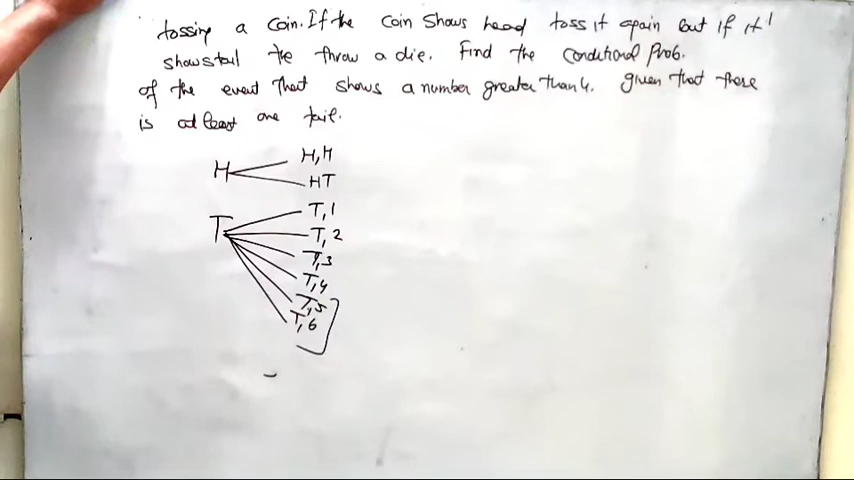 tossing a coin. If the coin shows head toss it again but if it
shows tail the throw a die. Find the conditional Prob.
of the event that shows a number greater than 4. given that there
is at least one tail.
H
H,H
HT
T
T,1
T,2
T,3
T,4
T,5
T,6